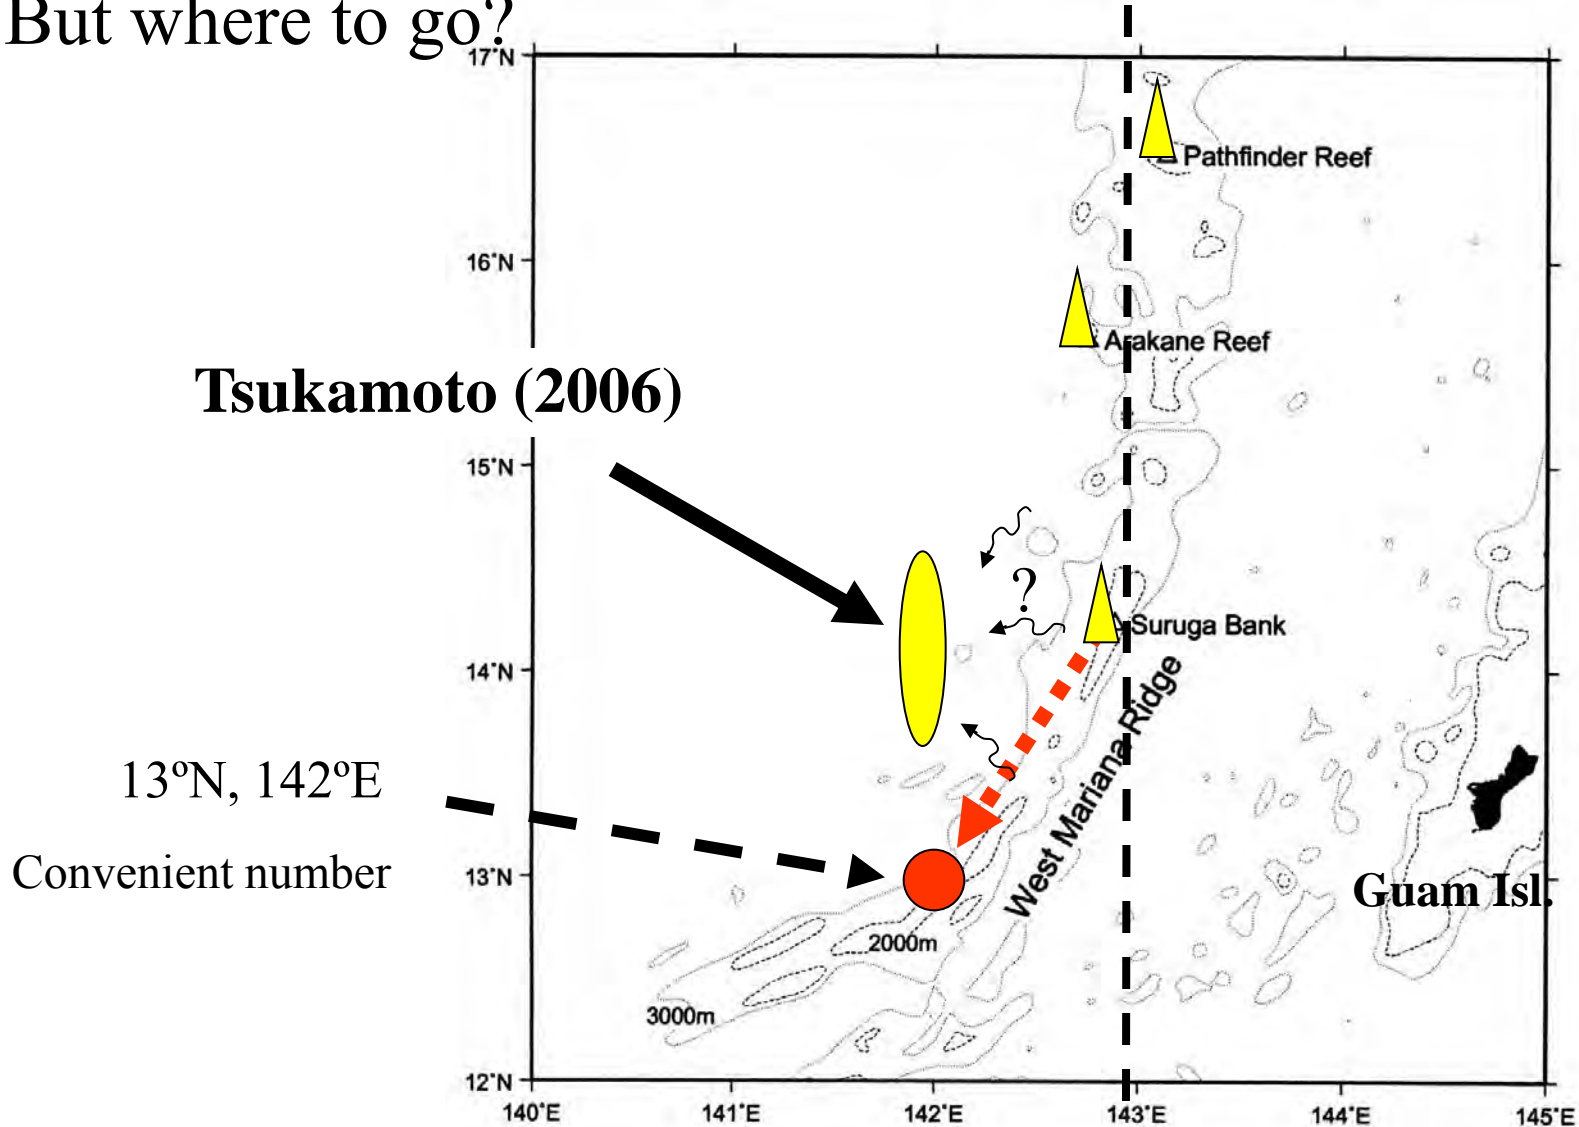 But where to go?
17°N
Pathfinder Reef
16°N
Arakane Reef
Tsukamoto (2006)
15°N
?
Suruga Bank
14°N
West Mariana Ridge
13ºN, 142ºE
Convenient number
13°N
Guam Isl.
2000m
3000m
12°N
140°E
141°E
142°E
143°E
144°E
145°E